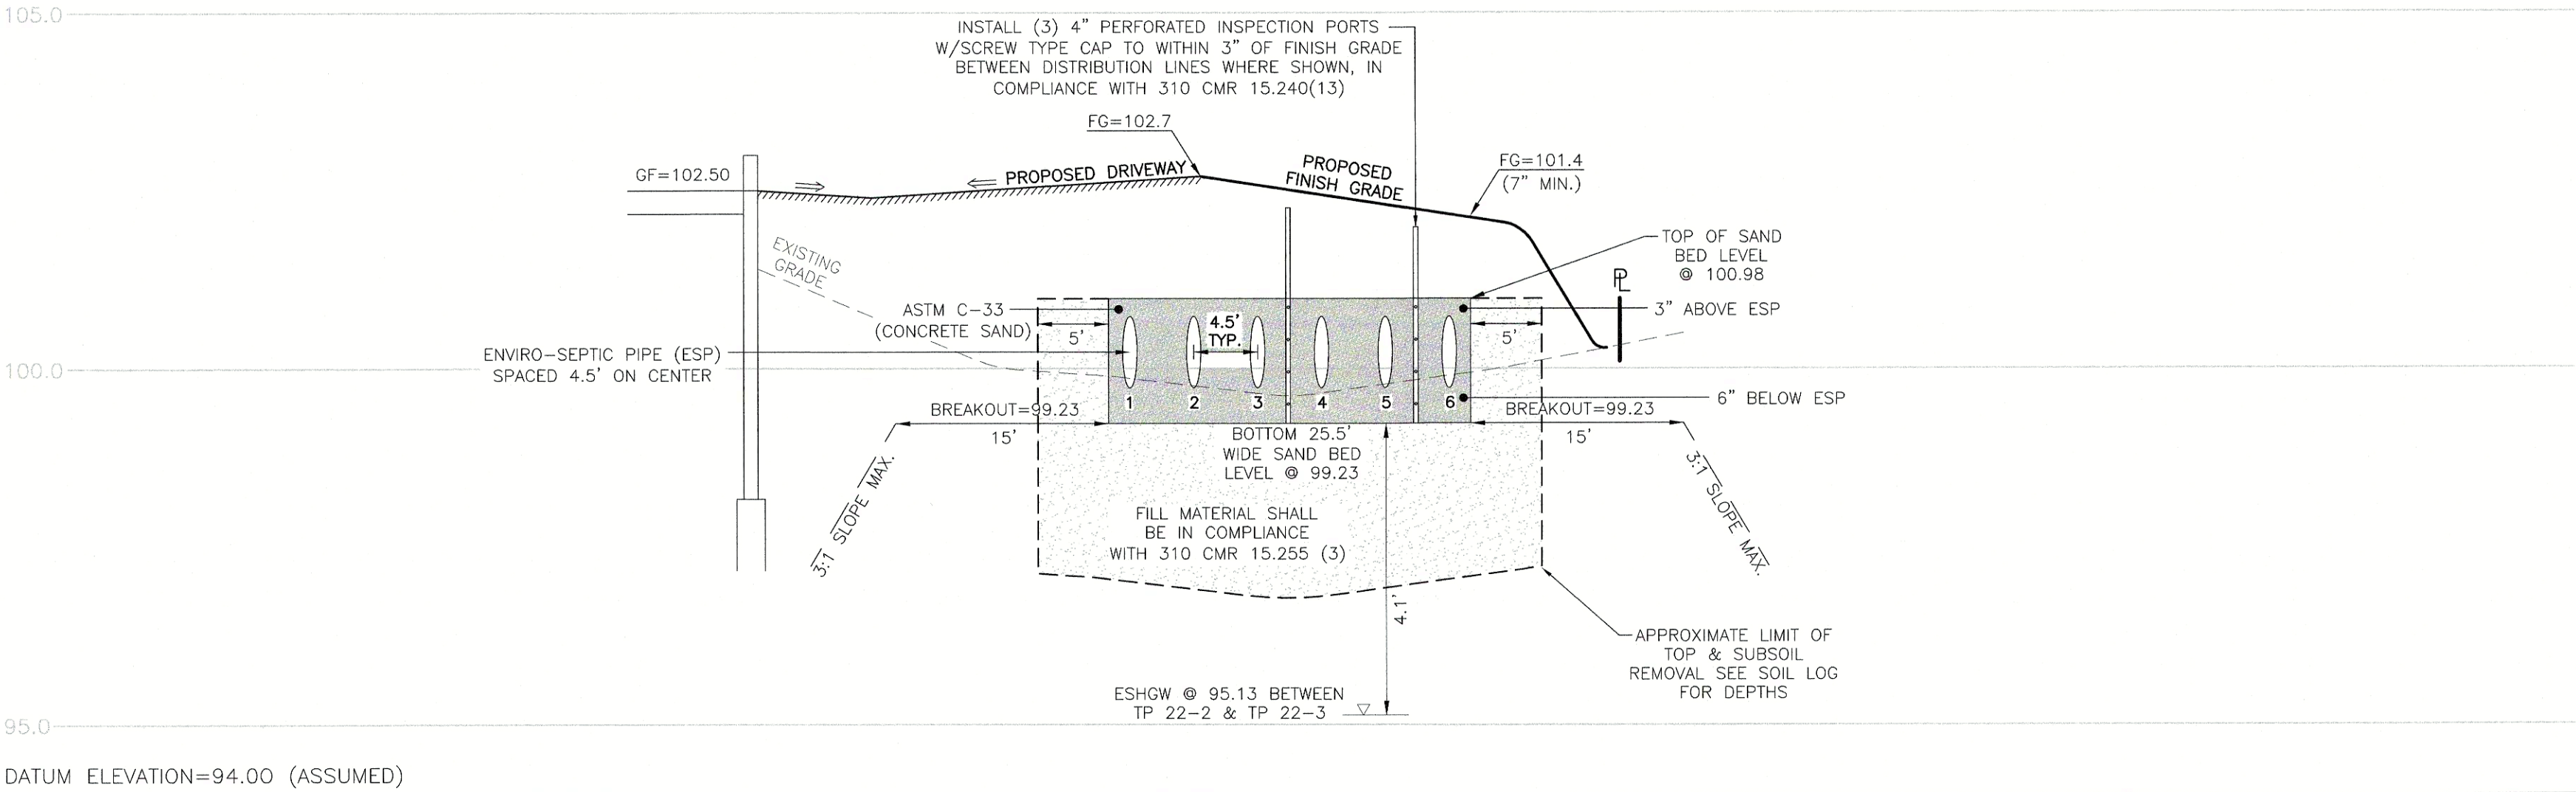 105.0
INSTALL (3) 4" PERFORATED INSPECTION PORTS
W/SCREW TYPE CAP TO WITHIN 3" OF FINISH GRADE
BETWEEN DISTRIBUTION LINES WHERE SHOWN, IN
COMPLIANCE WITH 310 CMR 15.240(13)
FG=102.7
GF=102.50
PROPOSED DRIVEWAY
PROPOSED
FINISH GRADE
FG=101.4
(7" MIN.)
EXISTING
GRADE
TOP OF SAND
BED LEVEL
@ 100.98
PL
ASTM C-33
(CONCRETE SAND)
5'
4.5'
TYP.
5'
3" ABOVE ESP
ENVIRO-SEPTIC PIPE (ESP)
SPACED 4.5' ON CENTER
100.0
1 2 3 4 5 6
6" BELOW ESP
BREAKOUT=99.23
15'
BREAKOUT=99.23
15'
BOTTOM 25.5'
WIDE SAND BED
LEVEL @ 99.23
3:1 SLOPE MAX.
3:1 SLOPE MAX.
FILL MATERIAL SHALL
BE IN COMPLIANCE
WITH 310 CMR 15.255 (3)
4.1'
APPROXIMATE LIMIT OF
TOP & SUBSOIL
REMOVAL SEE SOIL LOG
FOR DEPTHS
ESHGW @ 95.13 BETWEEN
TP 22-2 & TP 22-3
95.0
DATUM ELEVATION=94.00 (ASSUMED)